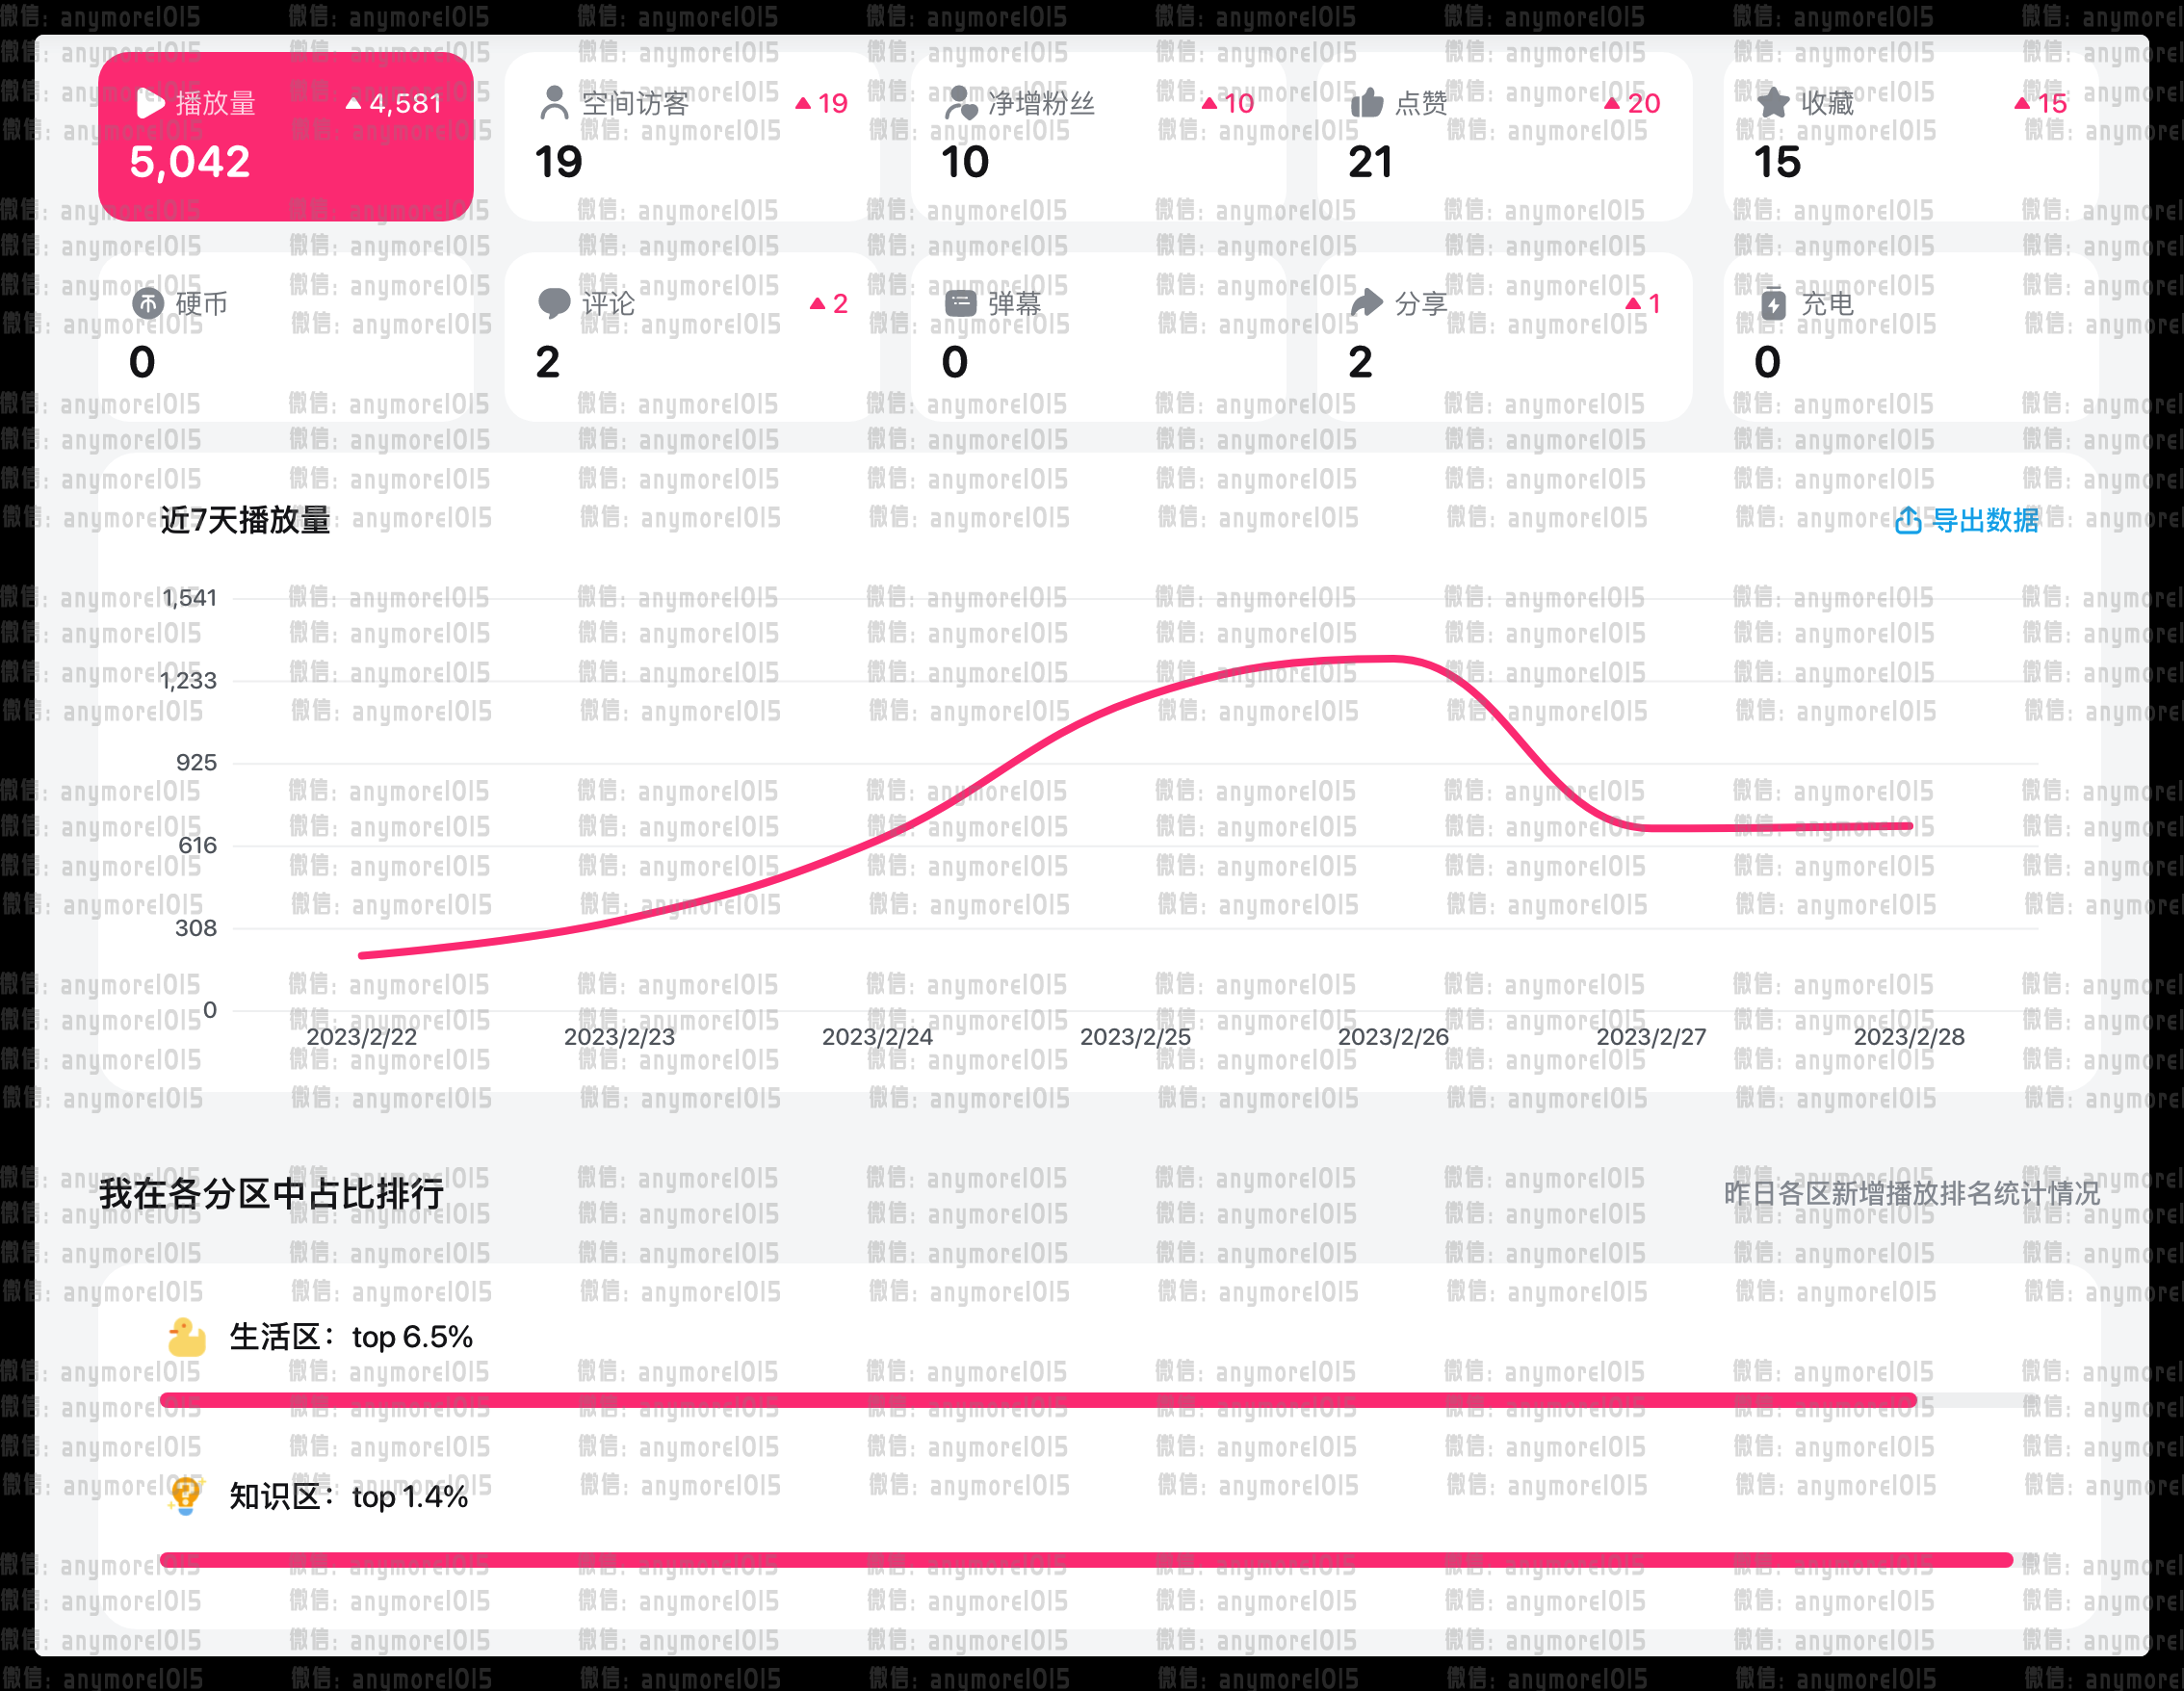 播放量 ▲ 4,581
5,042
空间访客 ▲ 19
19
净增粉丝 ▲ 10
10
点赞 ▲ 20
21
收藏 ▲ 15
15
硬币
0
评论 ▲ 2
2
弹幕
0
分享 ▲ 1
2
充电
0
近7天播放量
导出数据
1,541
1,233
925
616
308
0
2023/2/22 2023/2/23 2023/2/24 2023/2/25 2023/2/26 2023/2/27 2023/2/28
我在各分区中占比排行
昨日各区新增播放排名统计情况
生活区：top 6.5%
知识区：top 1.4%
微信: anymore1015